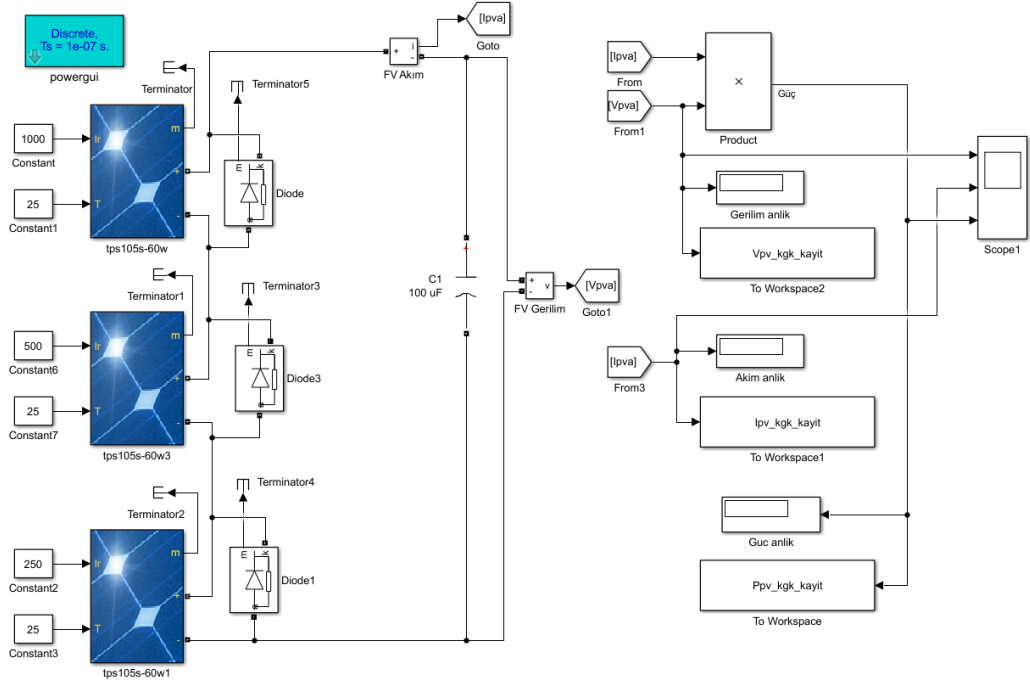 Discrete,
Ts = 1e-07 s.
powergui
Terminator
Terminator5
m
1000
Constant
Ir
+
m
k
Diode
25
Constant1
T
-
tps105s-60w
Terminator1
Terminator3
m
500
Constant6
Ir
+
m
k
Diode3
25
Constant7
T
-
tps105s-60w3
Terminator2
Terminator4
m
250
Constant2
Ir
+
m
k
Diode1
25
Constant3
T
-
tps105s-60w1
[Ipva]
Goto
+
i
-
FV Akım
+
C1
100 uF
+
-
v
FV Gerilim
[Vpva]
Goto1
[Ipva]
From
[Vpva]
From1
×
Product
Güç
Scope1
Gerilim anlik
Vpv_kgk_kayit
To Workspace2
[Ipva]
From3
Akim anlik
Ipv_kgk_kayit
To Workspace1
Guc anlik
Ppv_kgk_kayit
To Workspace